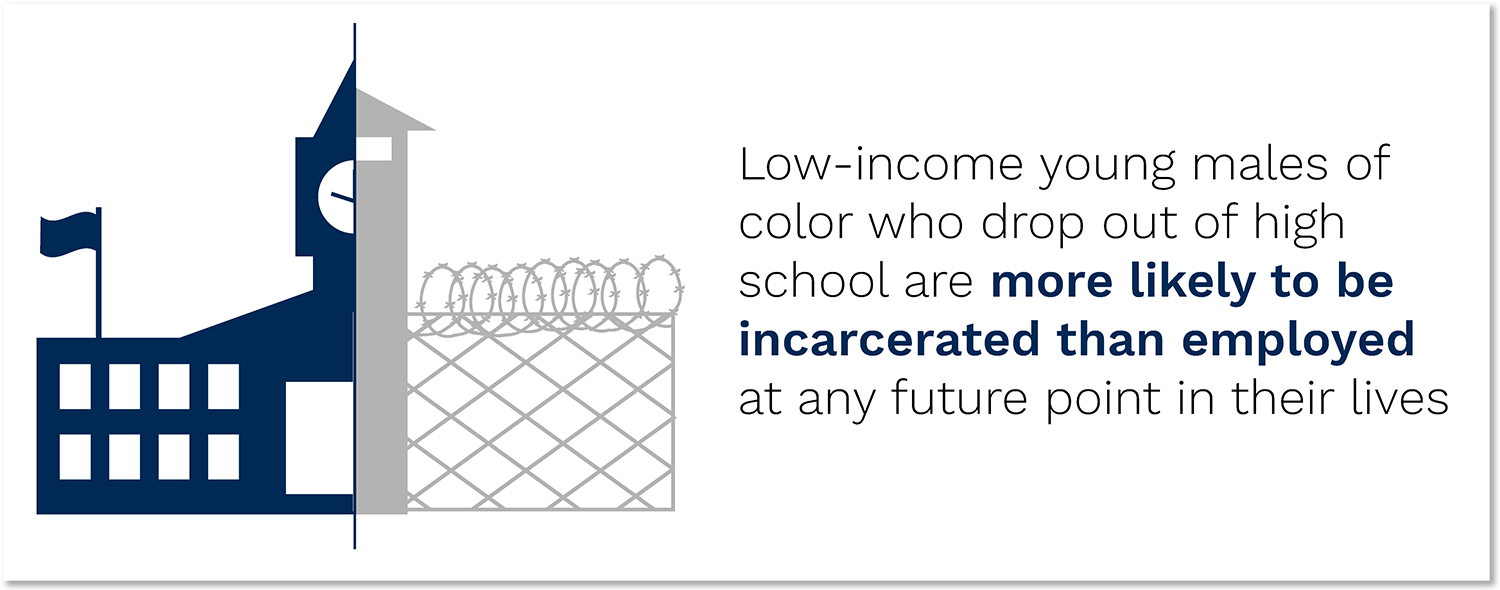 Low-income young males of
color who drop out of high
school are more likely to be
incarcerated than employed
at any future point in their lives